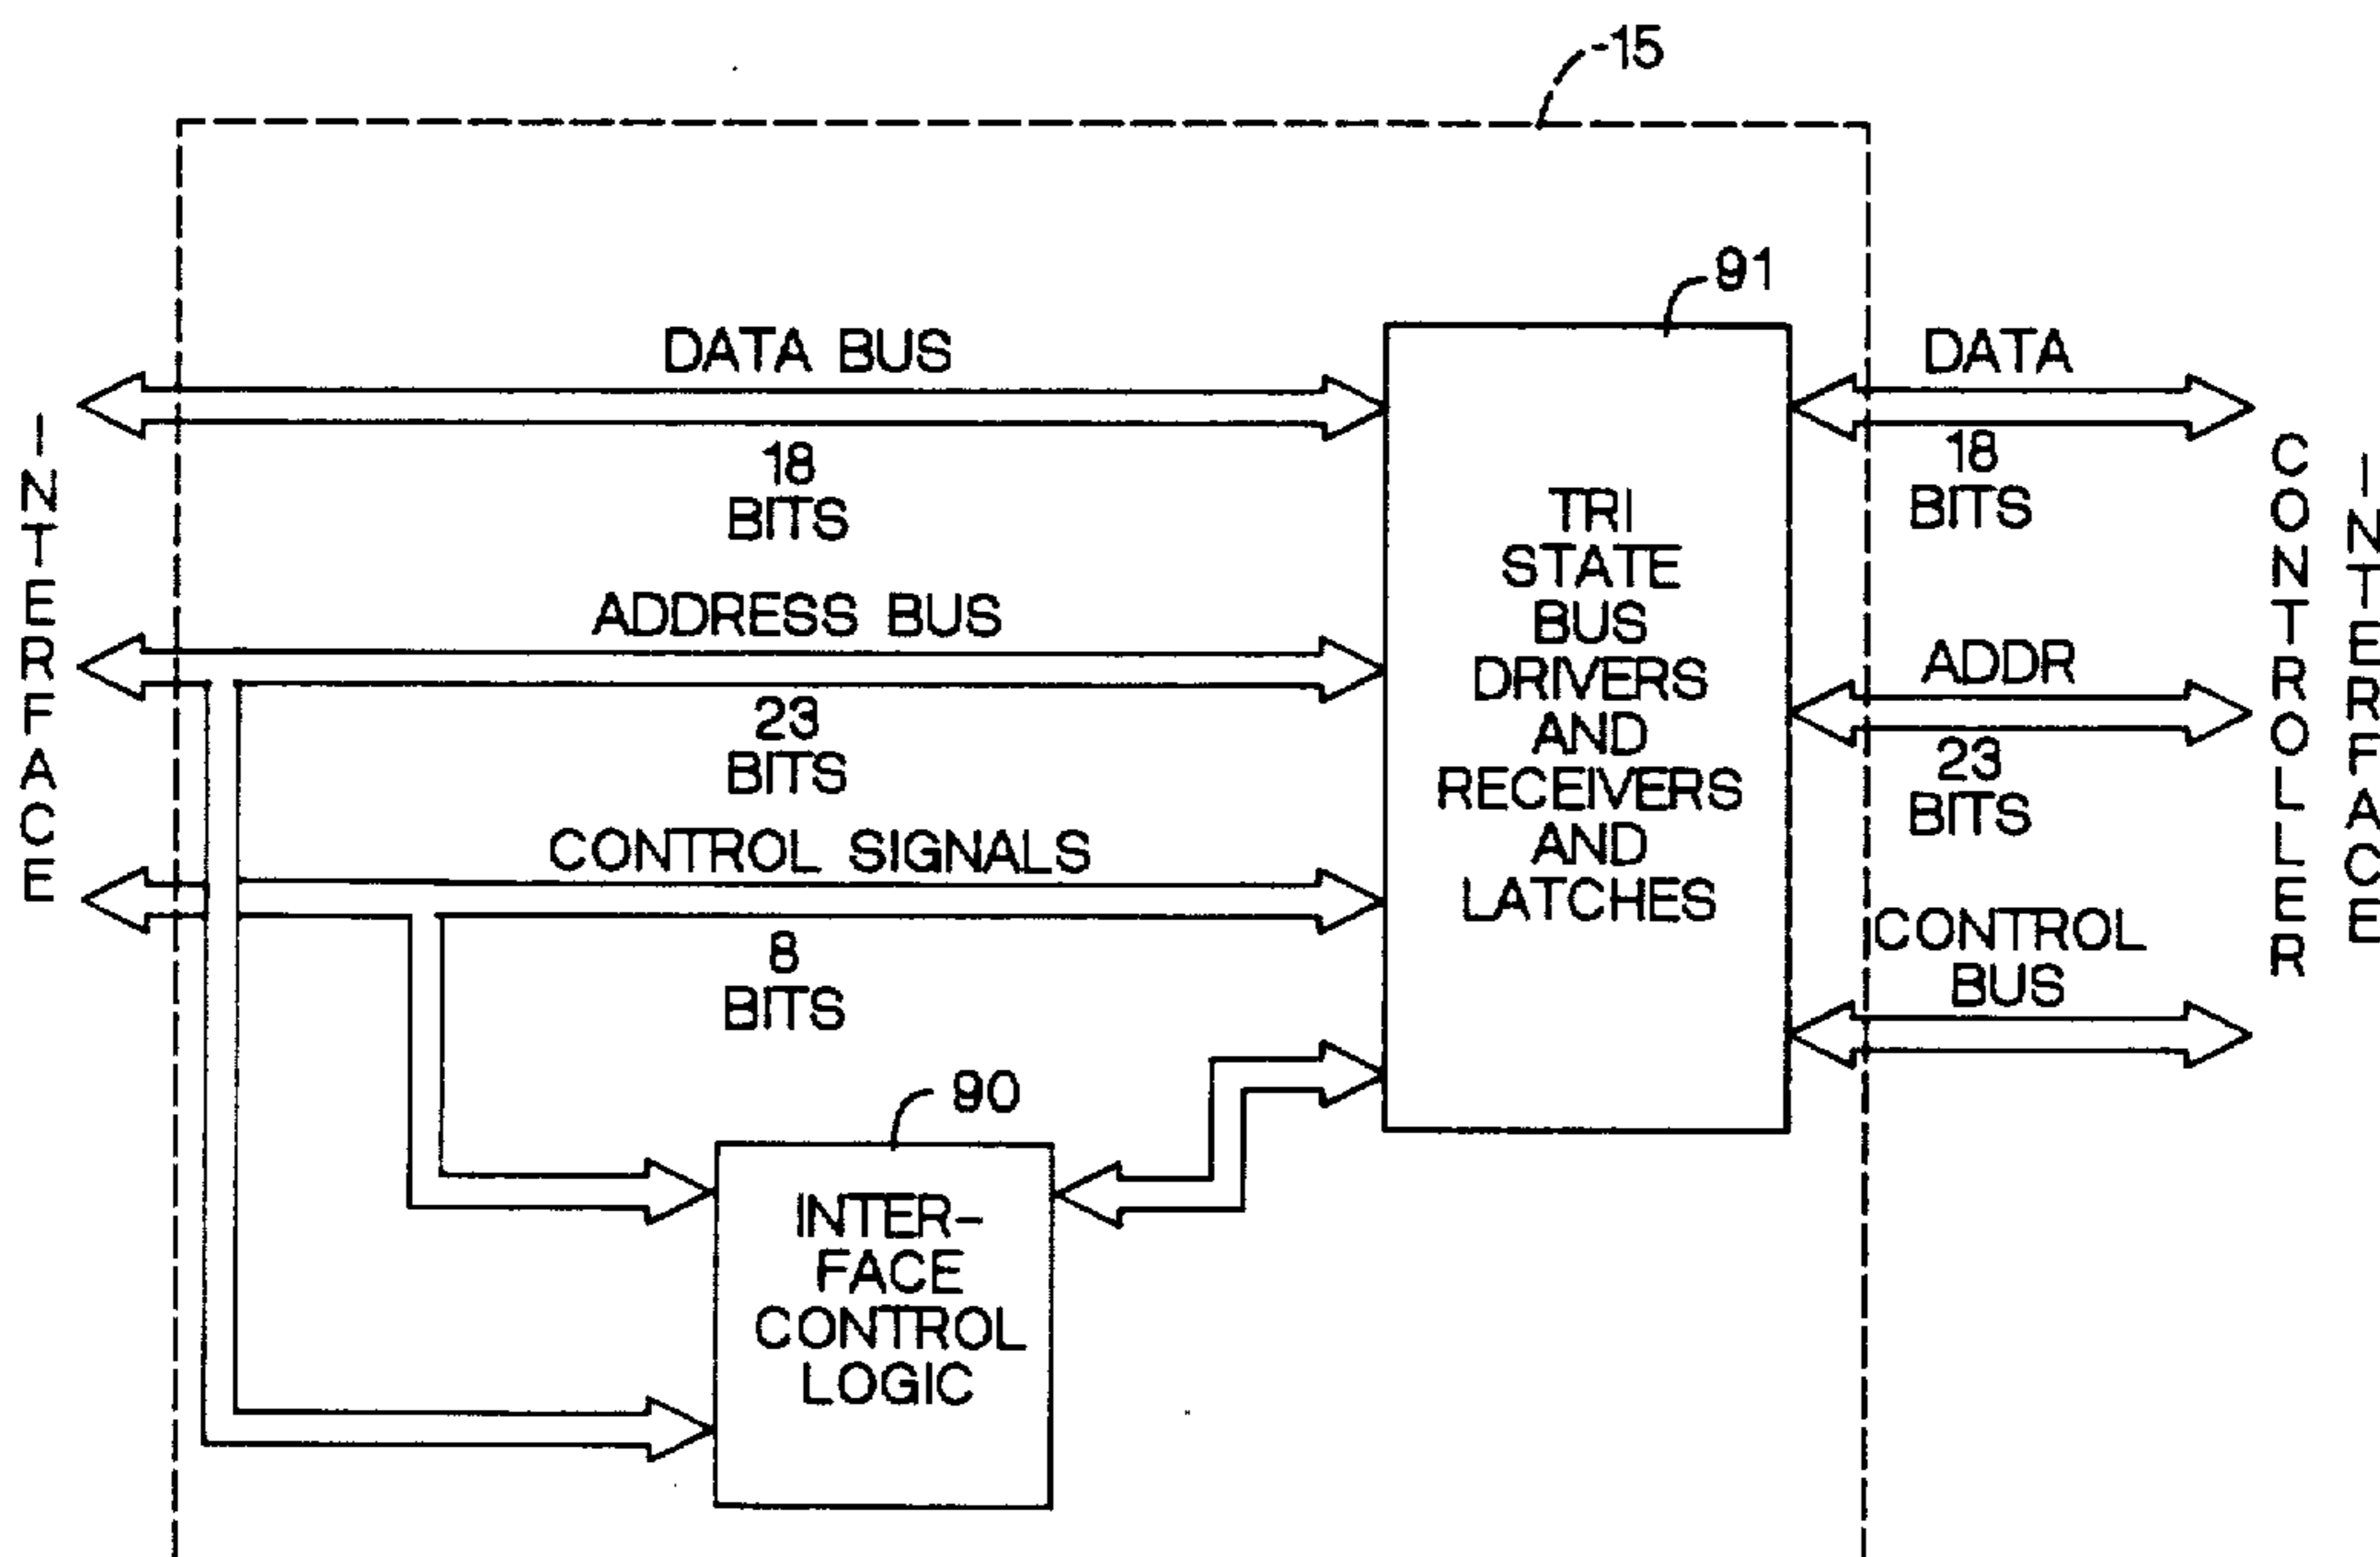 15
91
DATA BUS
18
BITS
ADDRESS BUS
23
BITS
CONTROL SIGNALS
8
BITS
90
INTER-
FACE
CONTROL
LOGIC
TRI
STATE
BUS
DRIVERS
AND
RECEIVERS
AND
LATCHES
DATA
18
BITS
ADDR
23
BITS
CONTROL
BUS
INTERFACE
CONTROLLER
INTERFACE